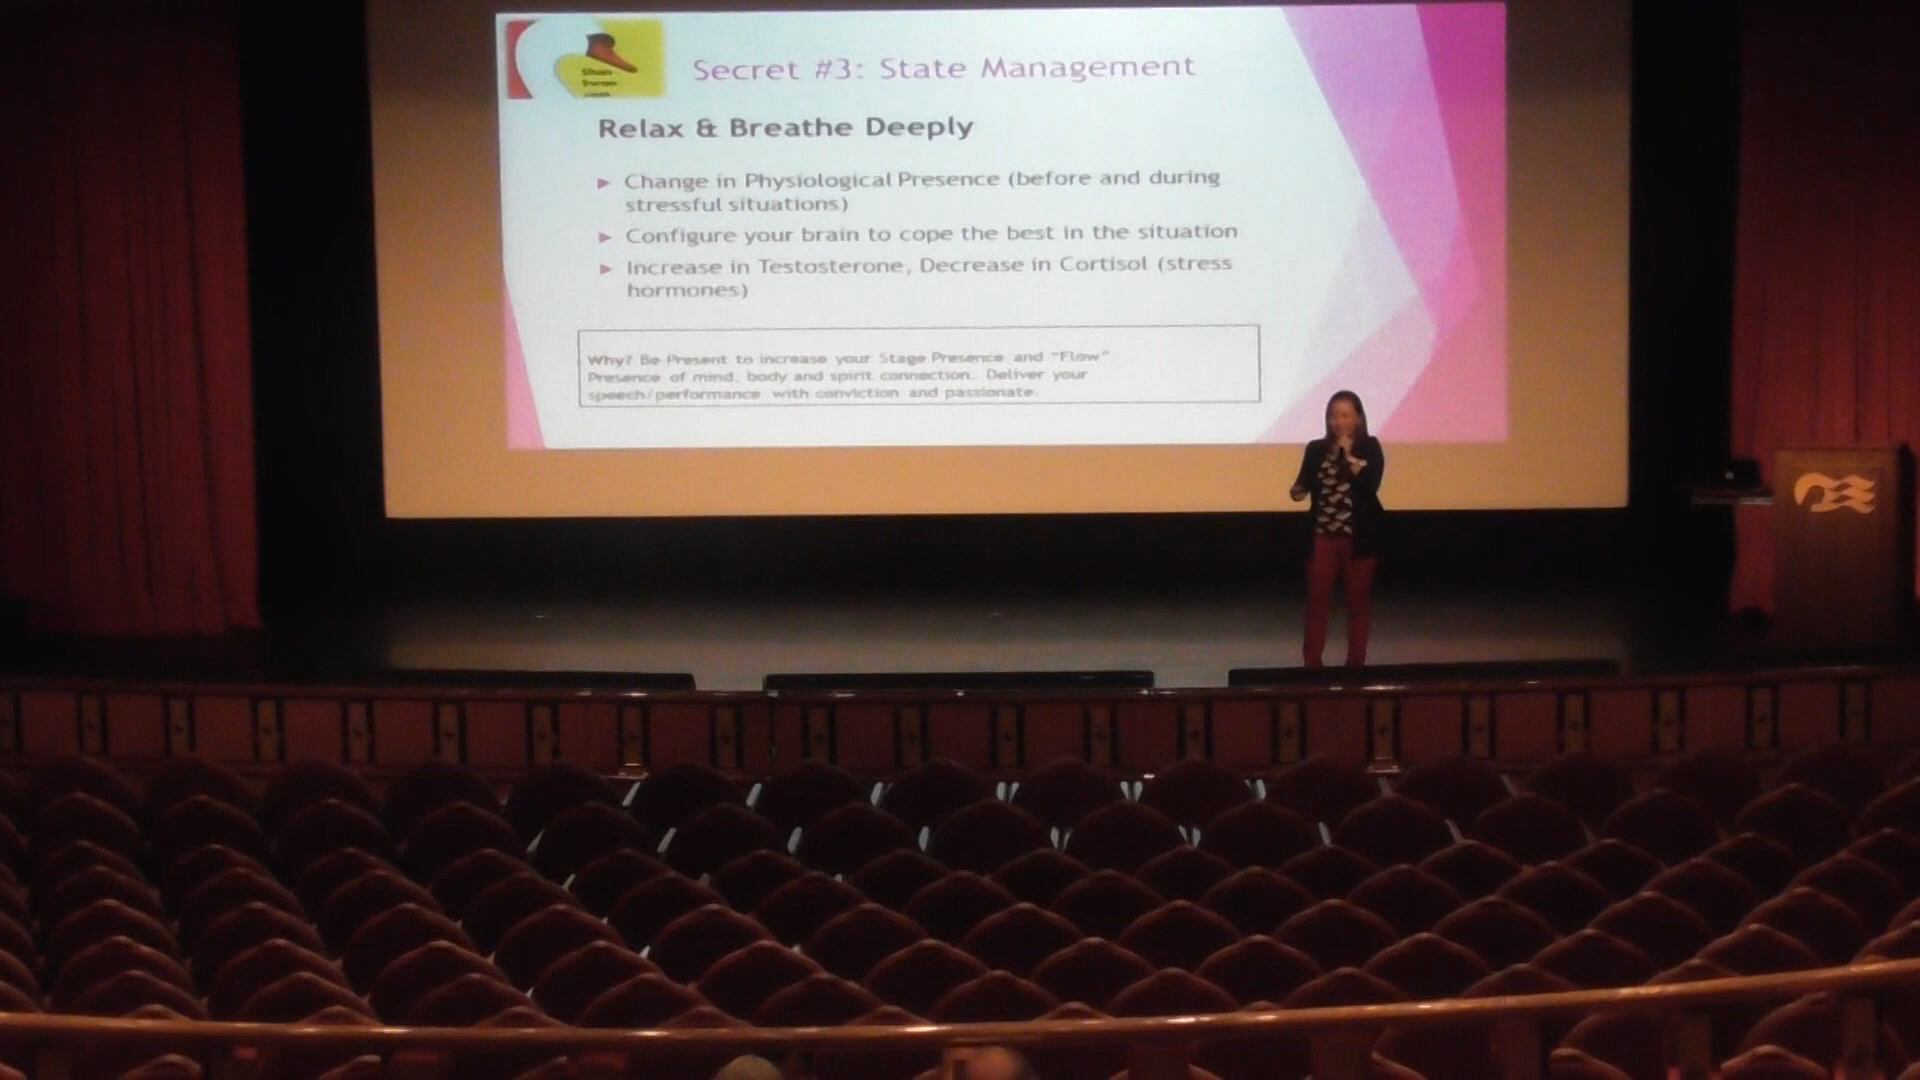 Secret #3: State Management
Relax & Breathe Deeply
Change in Physiological Presence (before and during
stressful situations)
Configure your brain to cope the best in the situation
Increase in Testosterone, Decrease in Cortisol (stress
hormones)
Why? Be Present to increase your Stage Presence and "Flow"
Presence of mind, body and spirit connection. Deliver your
speech/performance with conviction and passionate.